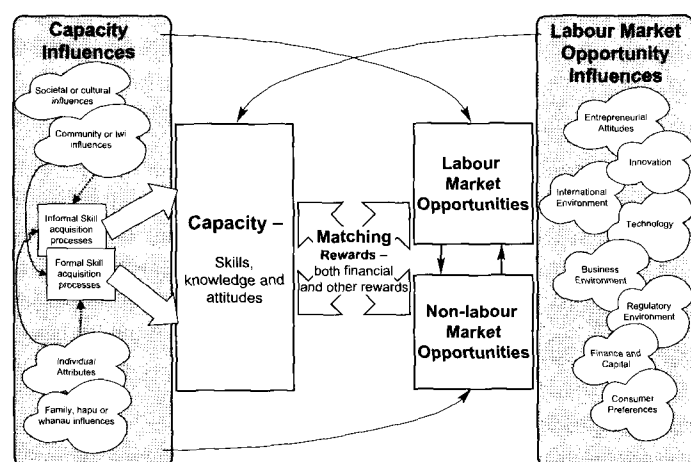 Capacity
Influences
Societal or cultural
influences
Community or Iwi
influences
Informal Skill
acquisition
processes
Formal Skill
acquisition
processes
Individual
Attributes
Family, hapu or
whanau influences
Capacity –
Skills,
knowledge and
attitudes
Matching
Rewards –
both financial
and other rewards
Labour
Market
Opportunities
Non-labour
Market
Opportunities
Labour Market
Opportunity
Influences
Entrepreneurial
Attitudes
Innovation
International
Environment
Technology
Business
Environment
Regulatory
Environment
Finance and
Capital
Consumer
Preferences